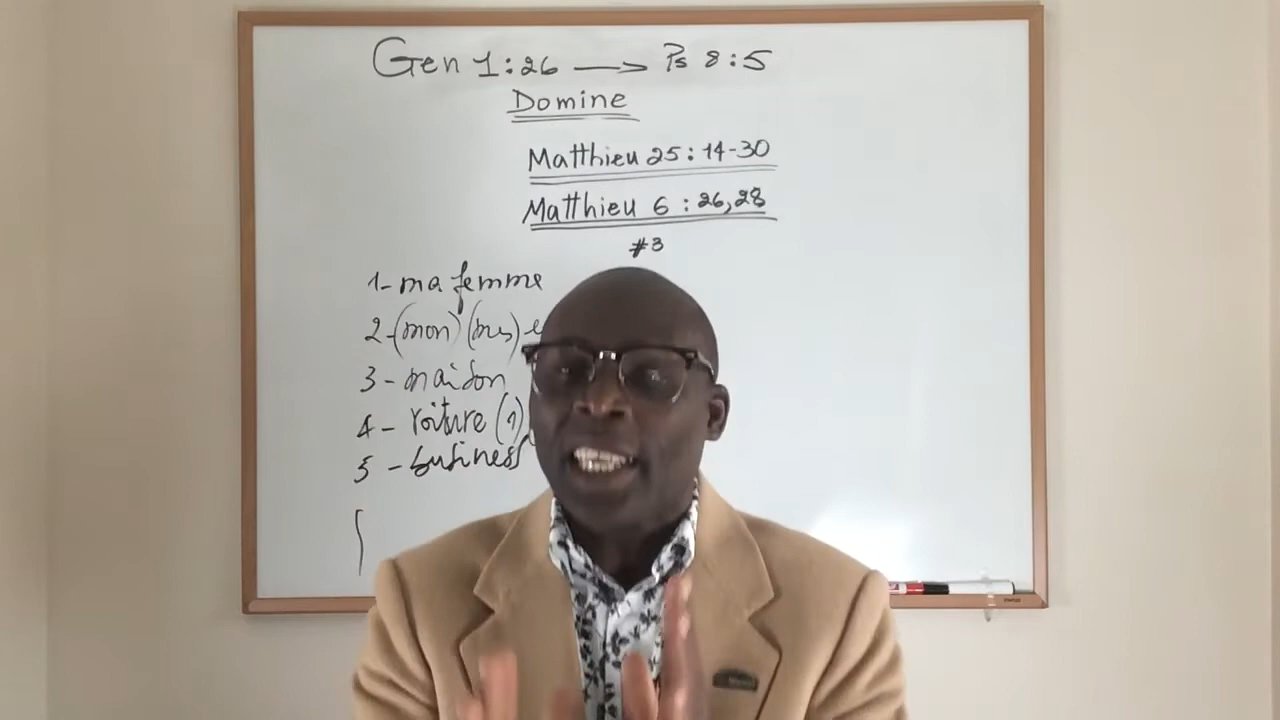 Gen 1:26 → Ps 8:5
Domine
Matthieu 25:14-30
Matthieu 6:26,28
#3
1- ma femme
2-(mon) (mes) e
3- maison
4- voiture (1)
5- business